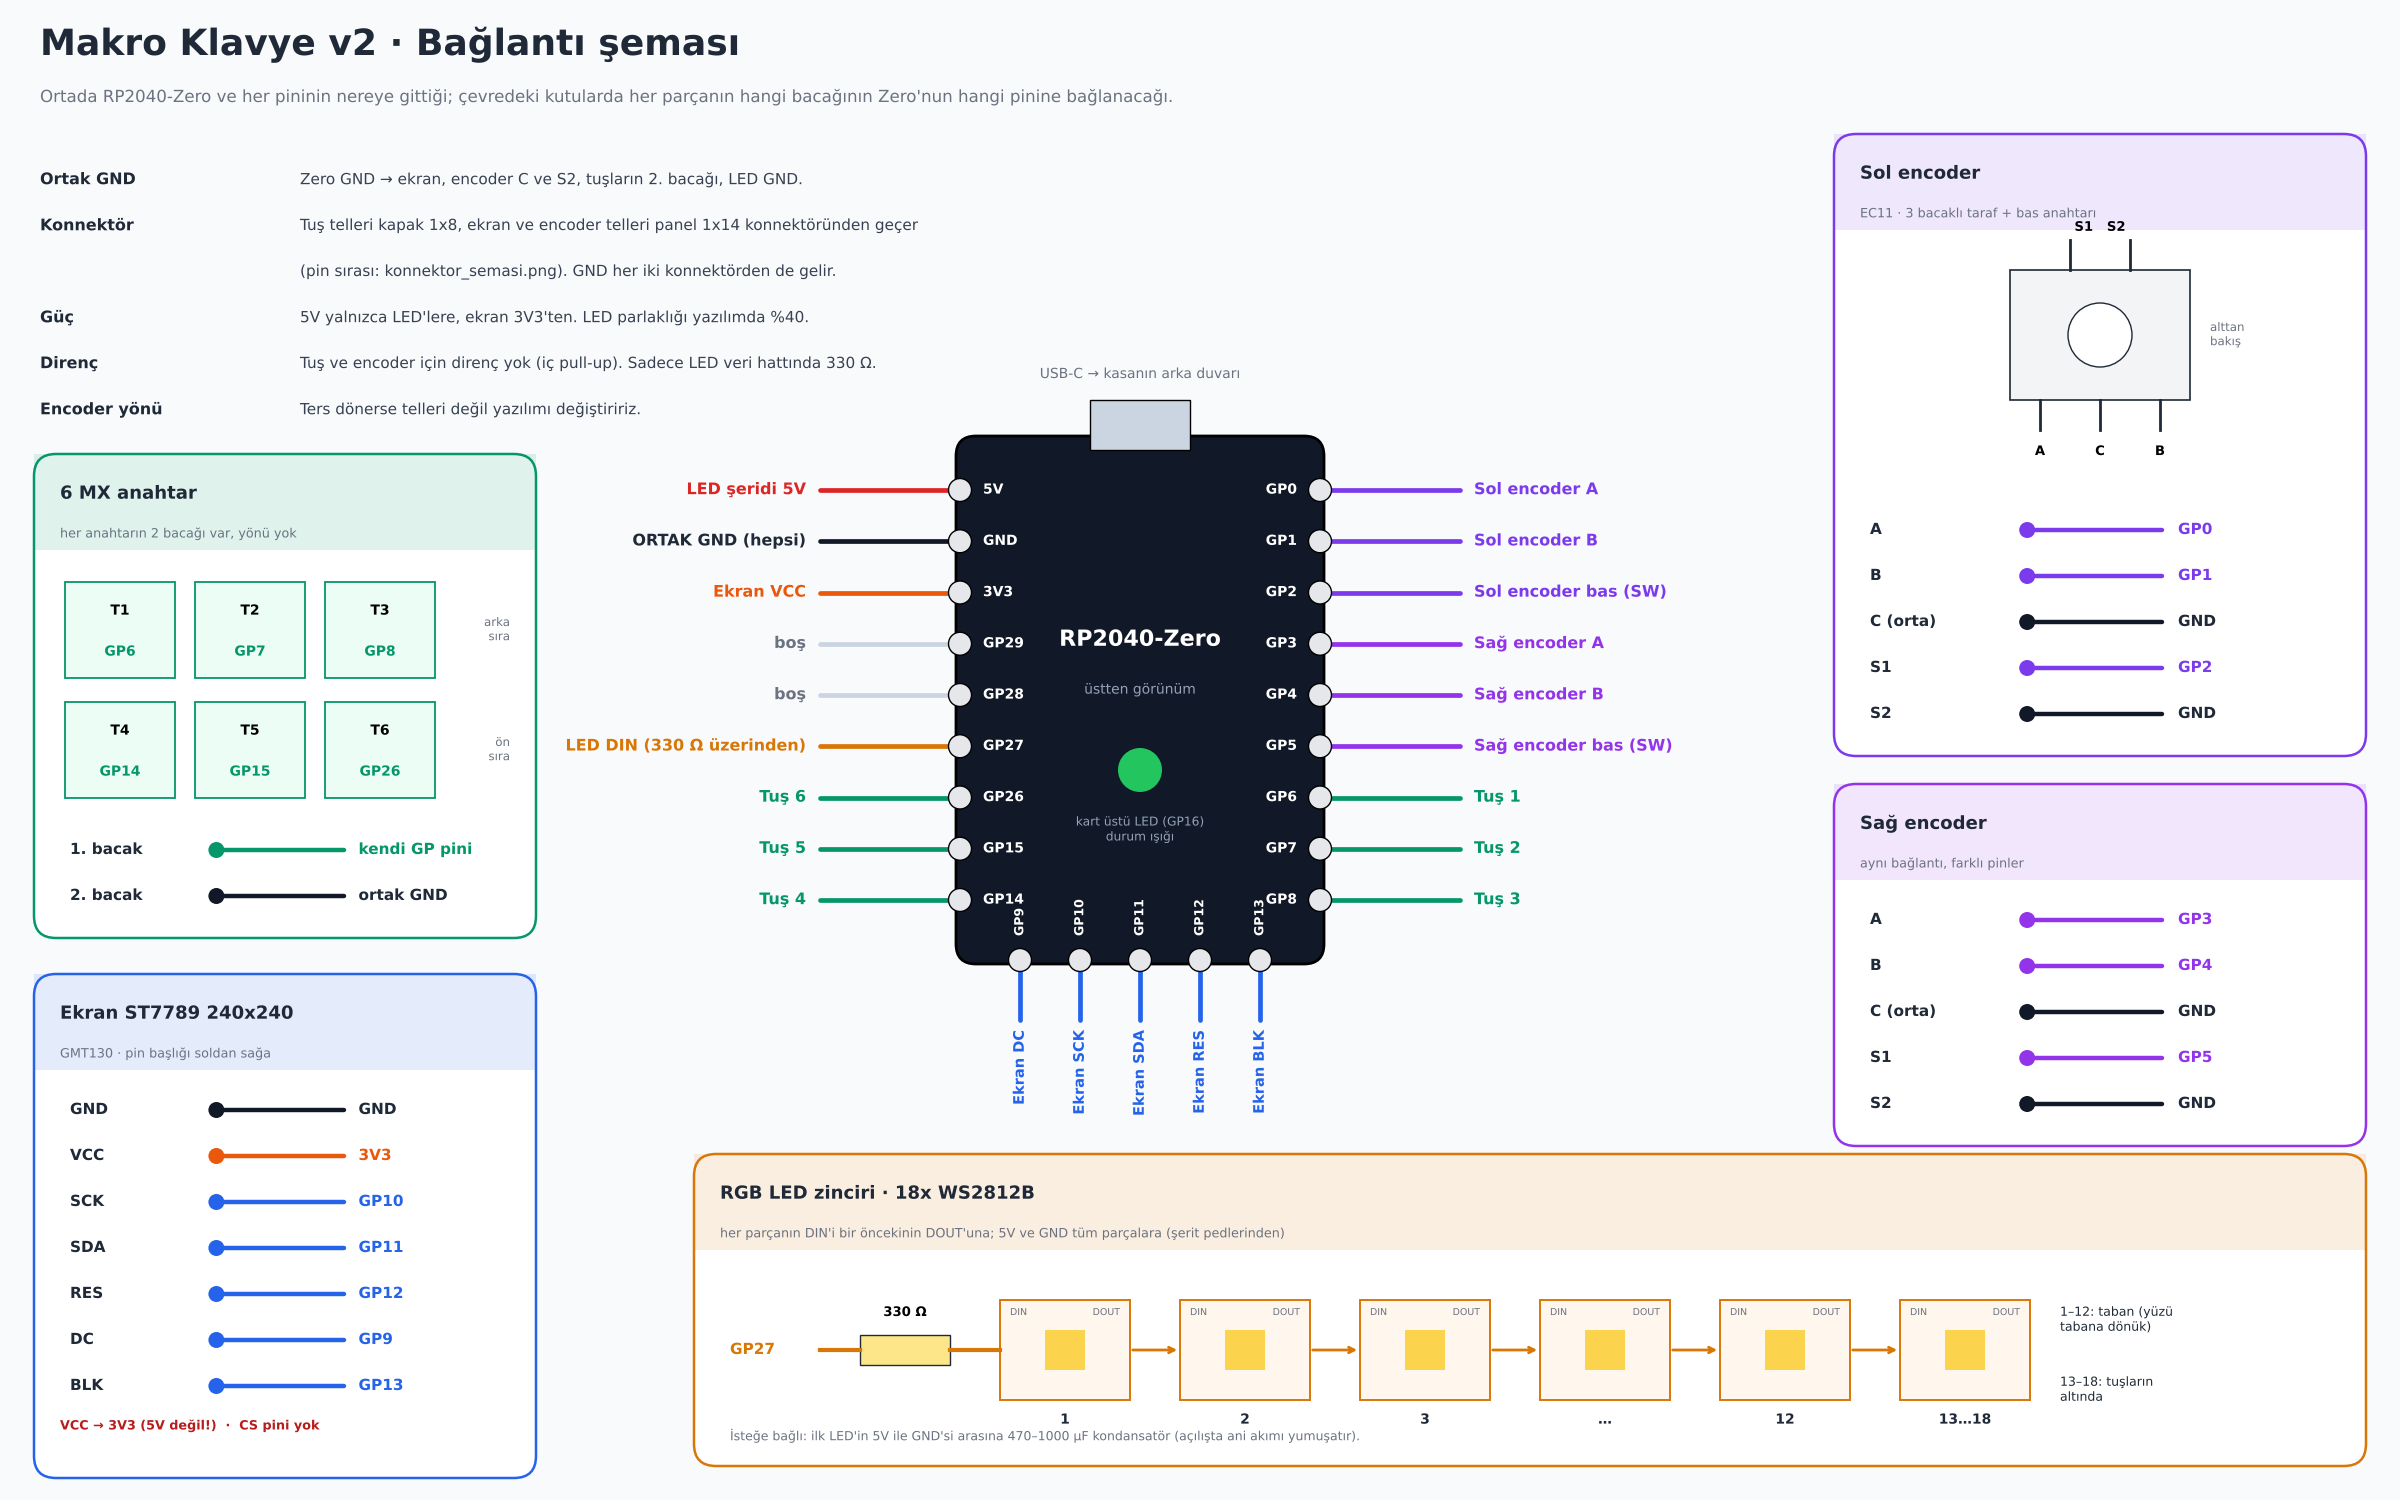 Makro Klavye v2 · Bağlantı şeması
Ortada RP2040-Zero ve her pininin nereye gittiği; çevredeki kutularda her parçanın hangi bacağının Zero'nun hangi pinine bağlanacağı.
Ortak GND Zero GND → ekran, encoder C ve S2, tuşların 2. bacağı, LED GND.
Konnektör Tuş telleri kapak 1x8, ekran ve encoder telleri panel 1x14 konnektöründen geçer
(pin sırası: konnektor_semasi.png). GND her iki konnektörden de gelir.
Güç 5V yalnızca LED'lere, ekran 3V3'ten. LED parlaklığı yazılımda %40.
Direnç Tuş ve encoder için direnç yok (iç pull-up). Sadece LED veri hattında 330 Ω.
Encoder yönü Ters dönerse telleri değil yazılımı değiştiririz.
6 MX anahtar
her anahtarın 2 bacağı var, yönü yok
T1 T2 T3
GP6 GP7 GP8
arka
sıra
T4 T5 T6
GP14 GP15 GP26
ön
sıra
1. bacak kendi GP pini
2. bacak ortak GND
Ekran ST7789 240x240
GMT130 · pin başlığı soldan sağa
GND GND
VCC 3V3
SCK GP10
SDA GP11
RES GP12
DC GP9
BLK GP13
VCC → 3V3 (5V değil!) · CS pini yok
USB-C → kasanın arka duvarı
LED şeridi 5V 5V GP0 Sol encoder A
ORTAK GND (hepsi) GND GP1 Sol encoder B
Ekran VCC 3V3 GP2 Sol encoder bas (SW)
boş GP29 GP3 Sağ encoder A
boş GP28 GP4 Sağ encoder B
LED DIN (330 Ω üzerinden) GP27 GP5 Sağ encoder bas (SW)
Tuş 6 GP26 GP6 Tuş 1
Tuş 5 GP15 GP7 Tuş 2
Tuş 4 GP14 GP8 Tuş 3
RP2040-Zero
üstten görünüm
kart üstü LED (GP16)
durum ışığı
GP9 GP10 GP11 GP12 GP13
Ekran DC
Ekran SCK
Ekran SDA
Ekran RES
Ekran BLK
Sol encoder
EC11 · 3 bacaklı taraf + bas anahtarı
S1 S2
alttan
bakış
A C B
A GP0
B GP1
C (orta) GND
S1 GP2
S2 GND
Sağ encoder
aynı bağlantı, farklı pinler
A GP3
B GP4
C (orta) GND
S1 GP5
S2 GND
RGB LED zinciri · 18x WS2812B
her parçanın DIN'i bir öncekinin DOUT'una; 5V ve GND tüm parçalara (şerit pedlerinden)
GP27
330 Ω
DIN DOUT DIN DOUT DIN DOUT DIN DOUT DIN DOUT DIN DOUT
1 2 3 ... 12 13...18
1–12: taban (yüzü
tabana dönük)
13–18: tuşların
altında
İsteğe bağlı: ilk LED'in 5V ile GND'si arasına 470–1000 µF kondansatör (açılışta ani akımı yumuşatır).